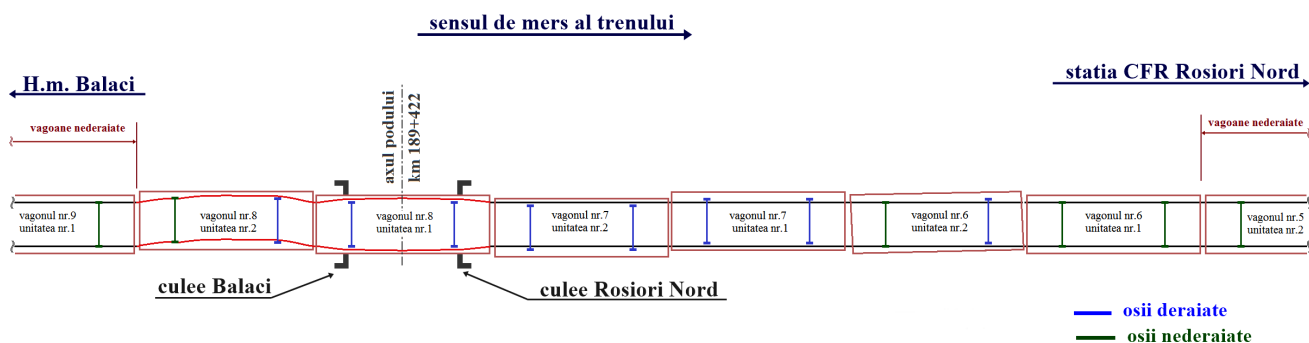 sensul de mers al trenului
H.m. Balaci
statia CFR Rosiori Nord
vagoane nederaiate
axul podului
km 189+422
vagoane nederaiate
vagonul nr.9
unitatea nr.1
vagonul nr.8
unitatea nr.2
vagonul nr.8
unitatea nr.1
vagonul nr.7
unitatea nr.2
vagonul nr.7
unitatea nr.1
vagonul nr.6
unitatea nr.2
vagonul nr.6
unitatea nr.1
vagonul nr.5
unitatea nr.2
culee Balaci
culee Rosiori Nord
osii deraiate
osii nederaiate